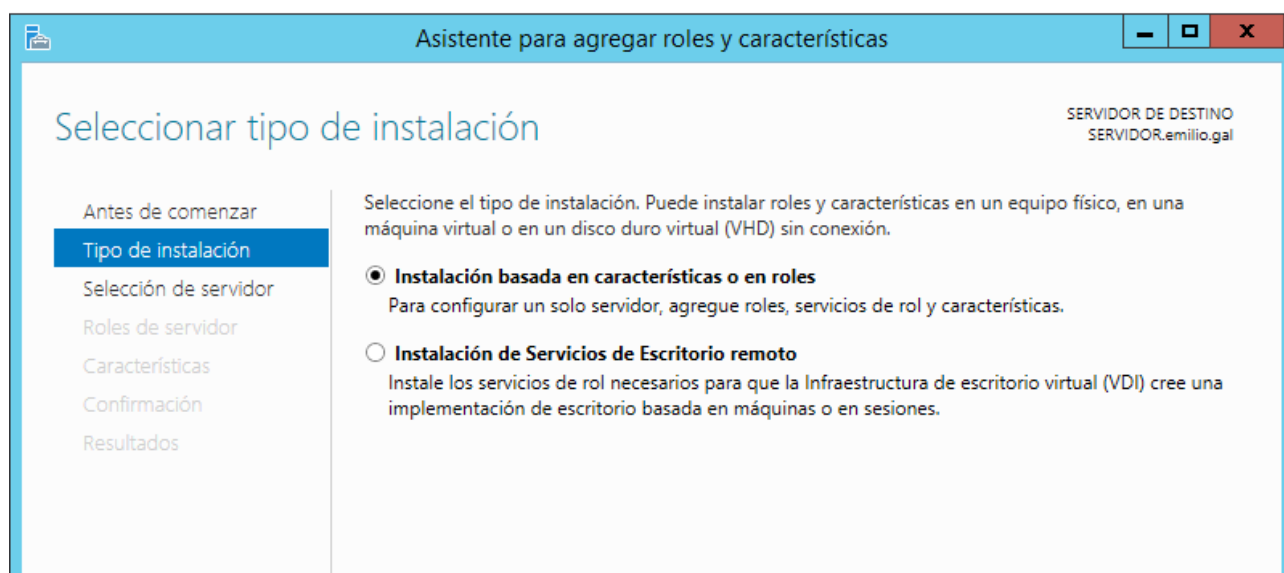 Asistente para agregar roles y características
Seleccionar tipo de instalación
SERVIDOR DE DESTINO
SERVIDOR.emilio.gal
Antes de comenzar
Tipo de instalación
Selección de servidor
Roles de servidor
Características
Confirmación
Resultados
Seleccione el tipo de instalación. Puede instalar roles y características en un equipo físico, en una
máquina virtual o en un disco duro virtual (VHD) sin conexión.
Instalación basada en características o en roles
Para configurar un solo servidor, agregue roles, servicios de rol y características.
Instalación de Servicios de Escritorio remoto
Instale los servicios de rol necesarios para que la Infraestructura de escritorio virtual (VDI) cree una
implementación de escritorio basada en máquinas o en sesiones.